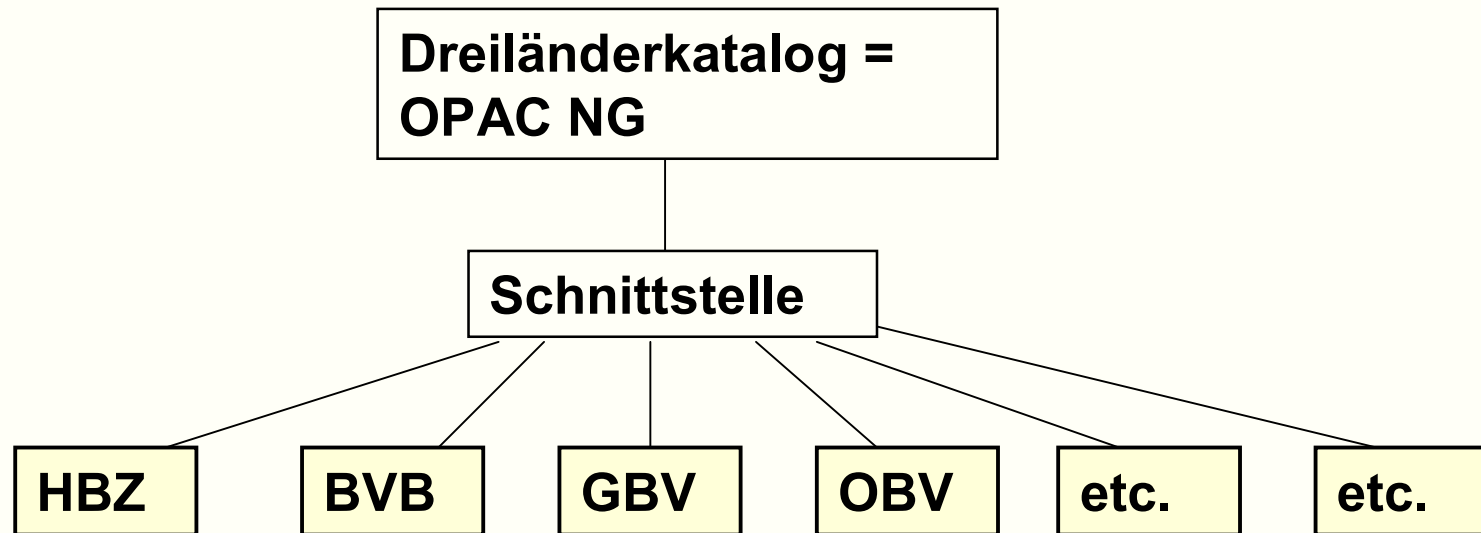 Dreiländerkatalog =
OPAC NG
Schnittstelle
HBZ
BVB
GBV
OBV
etc.
etc.